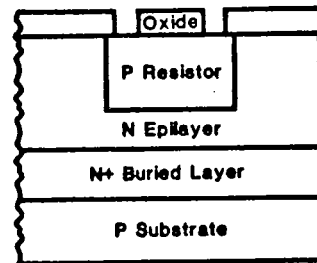 Oxide
P Resistor
N Epilayer
N+ Buried Layer
P Substrate